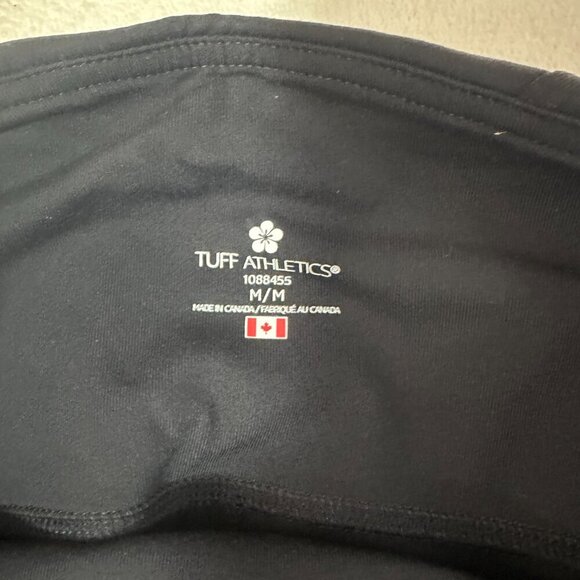 TUFF ATHLETICS®
1088455
M/M
MADE IN CANADA/FABRIQUÉ AU CANADA